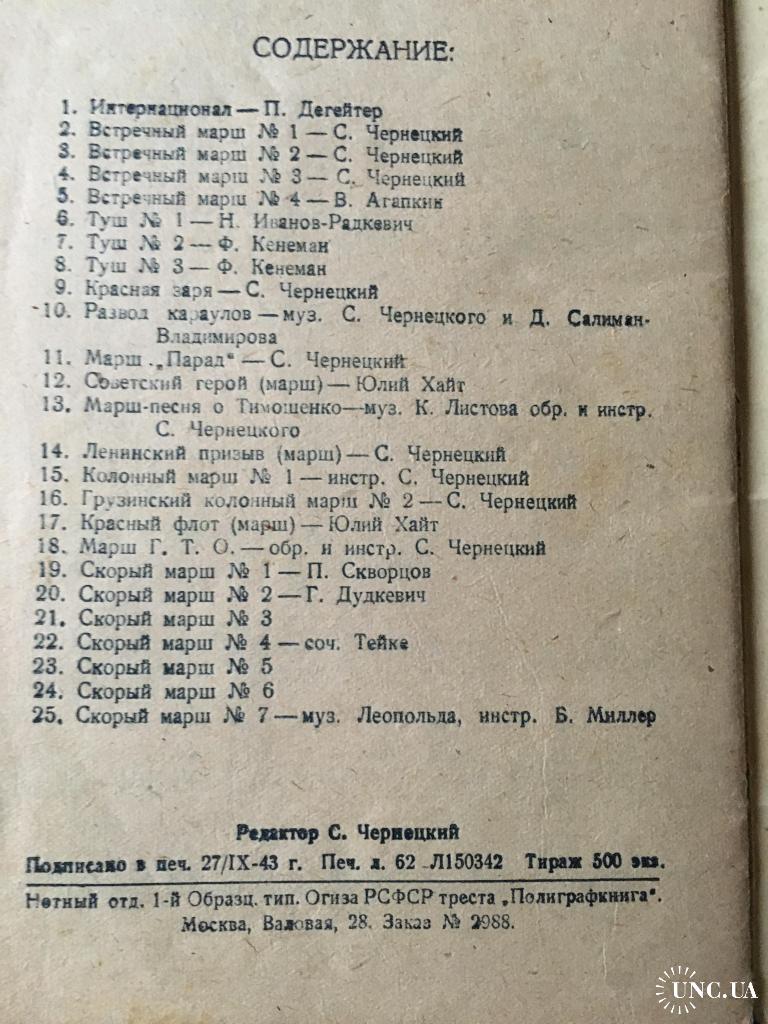 СОДЕРЖАНИЕ:
1. Интернационал — П. Дегейтер
2. Встречный марш № 1 — С. Чернецкий
3. Встречный марш № 2 — С. Чернецкий
4. Встречный марш № 3 — С. Чернецкий
5. Встречный марш № 4 — В. Агапкин
6. Туш № 1 — Н. Иванов-Радкевич
7. Туш № 2 — Ф. Кенеман
8. Туш № 3 — Ф. Кенеман
9. Красная заря — С. Чернецкий
10. Развод караулов — муз. С. Чернецкого и Д. Салиман-
Владимирова
11. Марш „Парад" — С. Чернецкий
12. Советский герой (марш) — Юлий Хайт
13. Марш-песня о Тимошенко — муз. К. Листова обр. и инстр.
С. Чернецкого
14. Ленинский призыв (марш) — С. Чернецкий
15. Колонный марш № 1 — инстр. С. Чернецкий
16. Грузинский колонный марш № 2 — С. Чернецкий
17. Красный флот (марш) — Юлий Хайт
18. Марш Г. Т. О. — обр. и инстр. С. Чернецкий
19. Скорый марш № 1 — П. Скворцов
20. Скорый марш № 2 — Г. Дудкевич
21. Скорый марш № 3
22. Скорый марш № 4 — соч. Тейке
23. Скорый марш № 5
24. Скорый марш № 6
25. Скорый марш № 7 — муз. Леопольда, инстр. Б. Миллер
Редактор С. Чернецкий
Подписано в печ. 27/IX-43 г. Печ. л. 62 Л150342 Тираж 500 экз.
Нотный отд. 1-й Образц. тип. Огиза РСФСР треста „Полиграфкнига".
Москва, Валовая, 28. Заказ № 2988.
UNC.UA